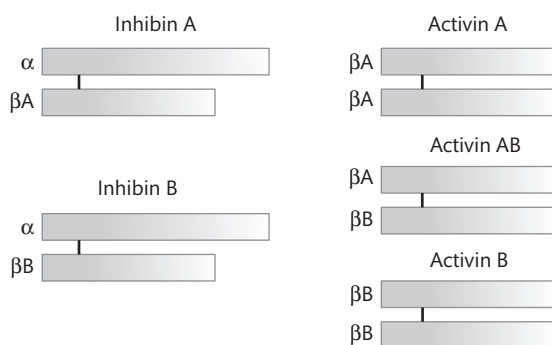 Inhibin A
α
βA
Inhibin B
α
βB
Activin A
βA
βA
Activin AB
βA
βB
Activin B
βB
βB